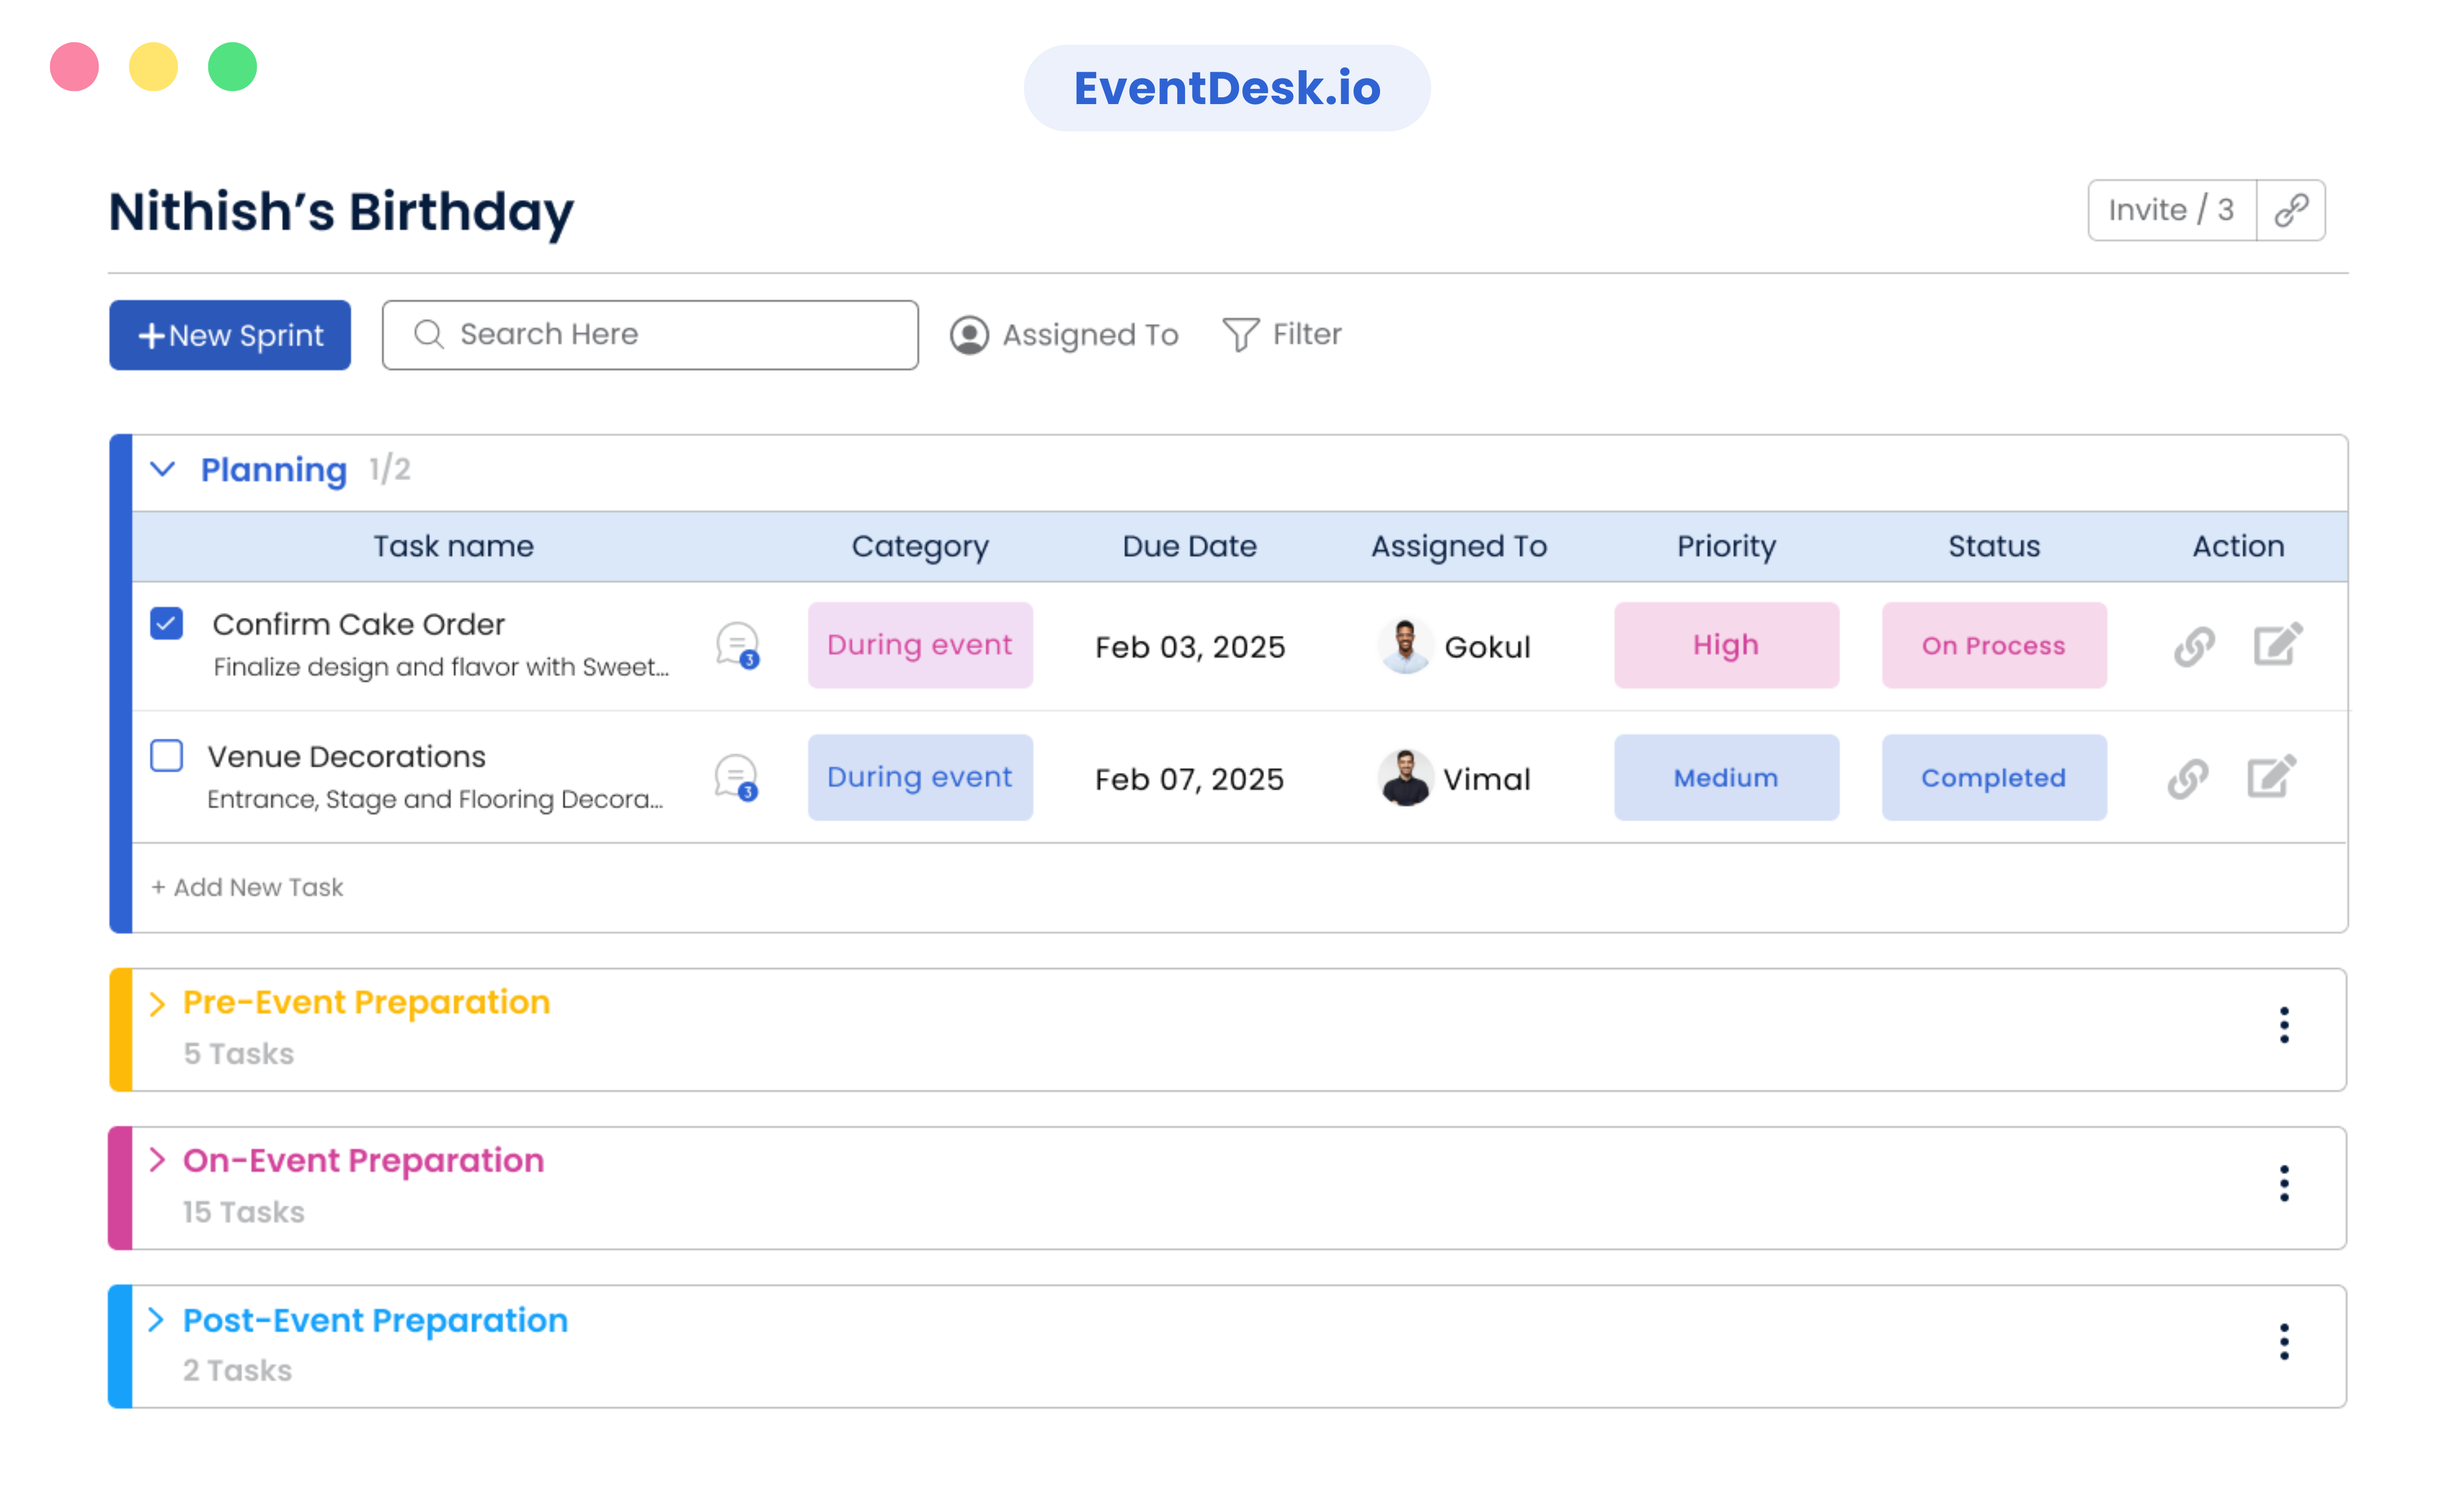 EventDesk.io
Nithish’s Birthday
Invite / 3
+New Sprint
Search Here
Assigned To
Filter
Planning 1/2
Task name Category Due Date Assigned To Priority Status Action
Confirm Cake Order
Finalize design and flavor with Sweet...
3
During event
Feb 03, 2025
Gokul
High
On Process
Venue Decorations
Entrance, Stage and Flooring Decora...
3
During event
Feb 07, 2025
Vimal
Medium
Completed
+ Add New Task
Pre-Event Preparation
5 Tasks
On-Event Preparation
15 Tasks
Post-Event Preparation
2 Tasks